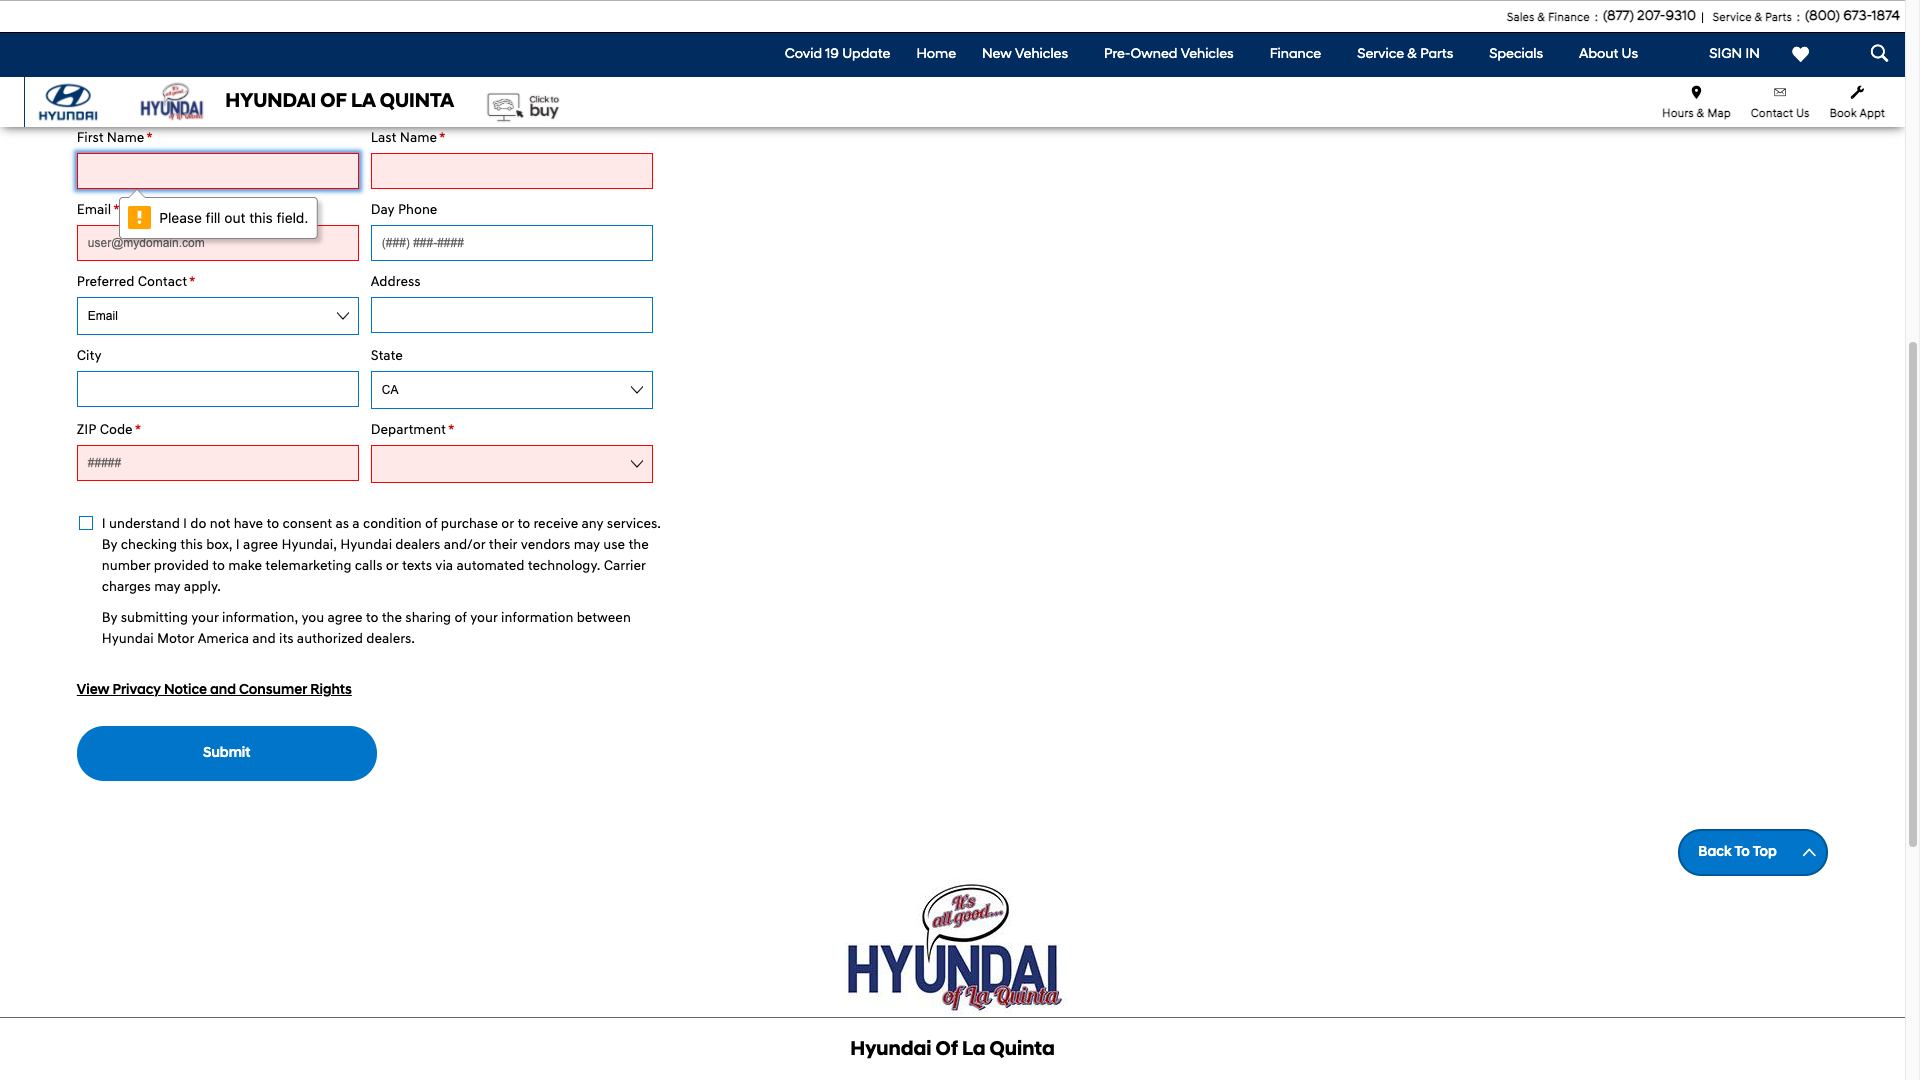 Sales & Finance : (877) 207-9310 | Service & Parts : (800) 673-1874
Covid 19 Update Home New Vehicles Pre-Owned Vehicles Finance Service & Parts Specials About Us SIGN IN
HYUNDAI
It's all good...
HYUNDAI
of La Quinta
HYUNDAI OF LA QUINTA
Click to
buy
Hours & Map Contact Us Book Appt
First Name* Last Name*
Please fill out this field.
Email* Day Phone
user@mydomain.com (###) ###-####
Preferred Contact* Address
Email
City State
CA
ZIP Code* Department*
#####
I understand I do not have to consent as a condition of purchase or to receive any services.
By checking this box, I agree Hyundai, Hyundai dealers and/or their vendors may use the
number provided to make telemarketing calls or texts via automated technology. Carrier
charges may apply.
By submitting your information, you agree to the sharing of your information between
Hyundai Motor America and its authorized dealers.
View Privacy Notice and Consumer Rights
Submit
Back To Top
It's
all good...
HYUNDAI
of La Quinta
Hyundai Of La Quinta